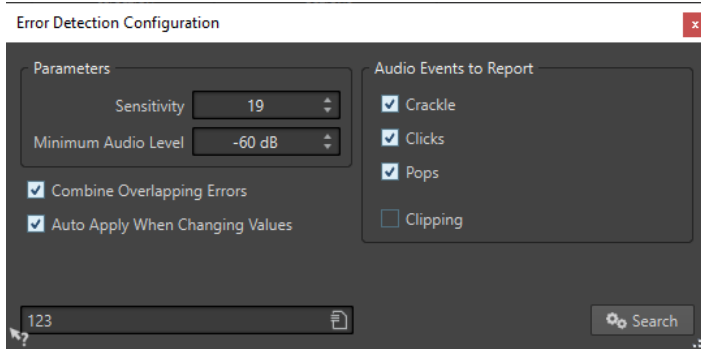 Error Detection Configuration
x
Parameters
Sensitivity 19
Minimum Audio Level -60 dB
Combine Overlapping Errors
Auto Apply When Changing Values
Audio Events to Report
Crackle
Clicks
Pops
Clipping
123
?
Search